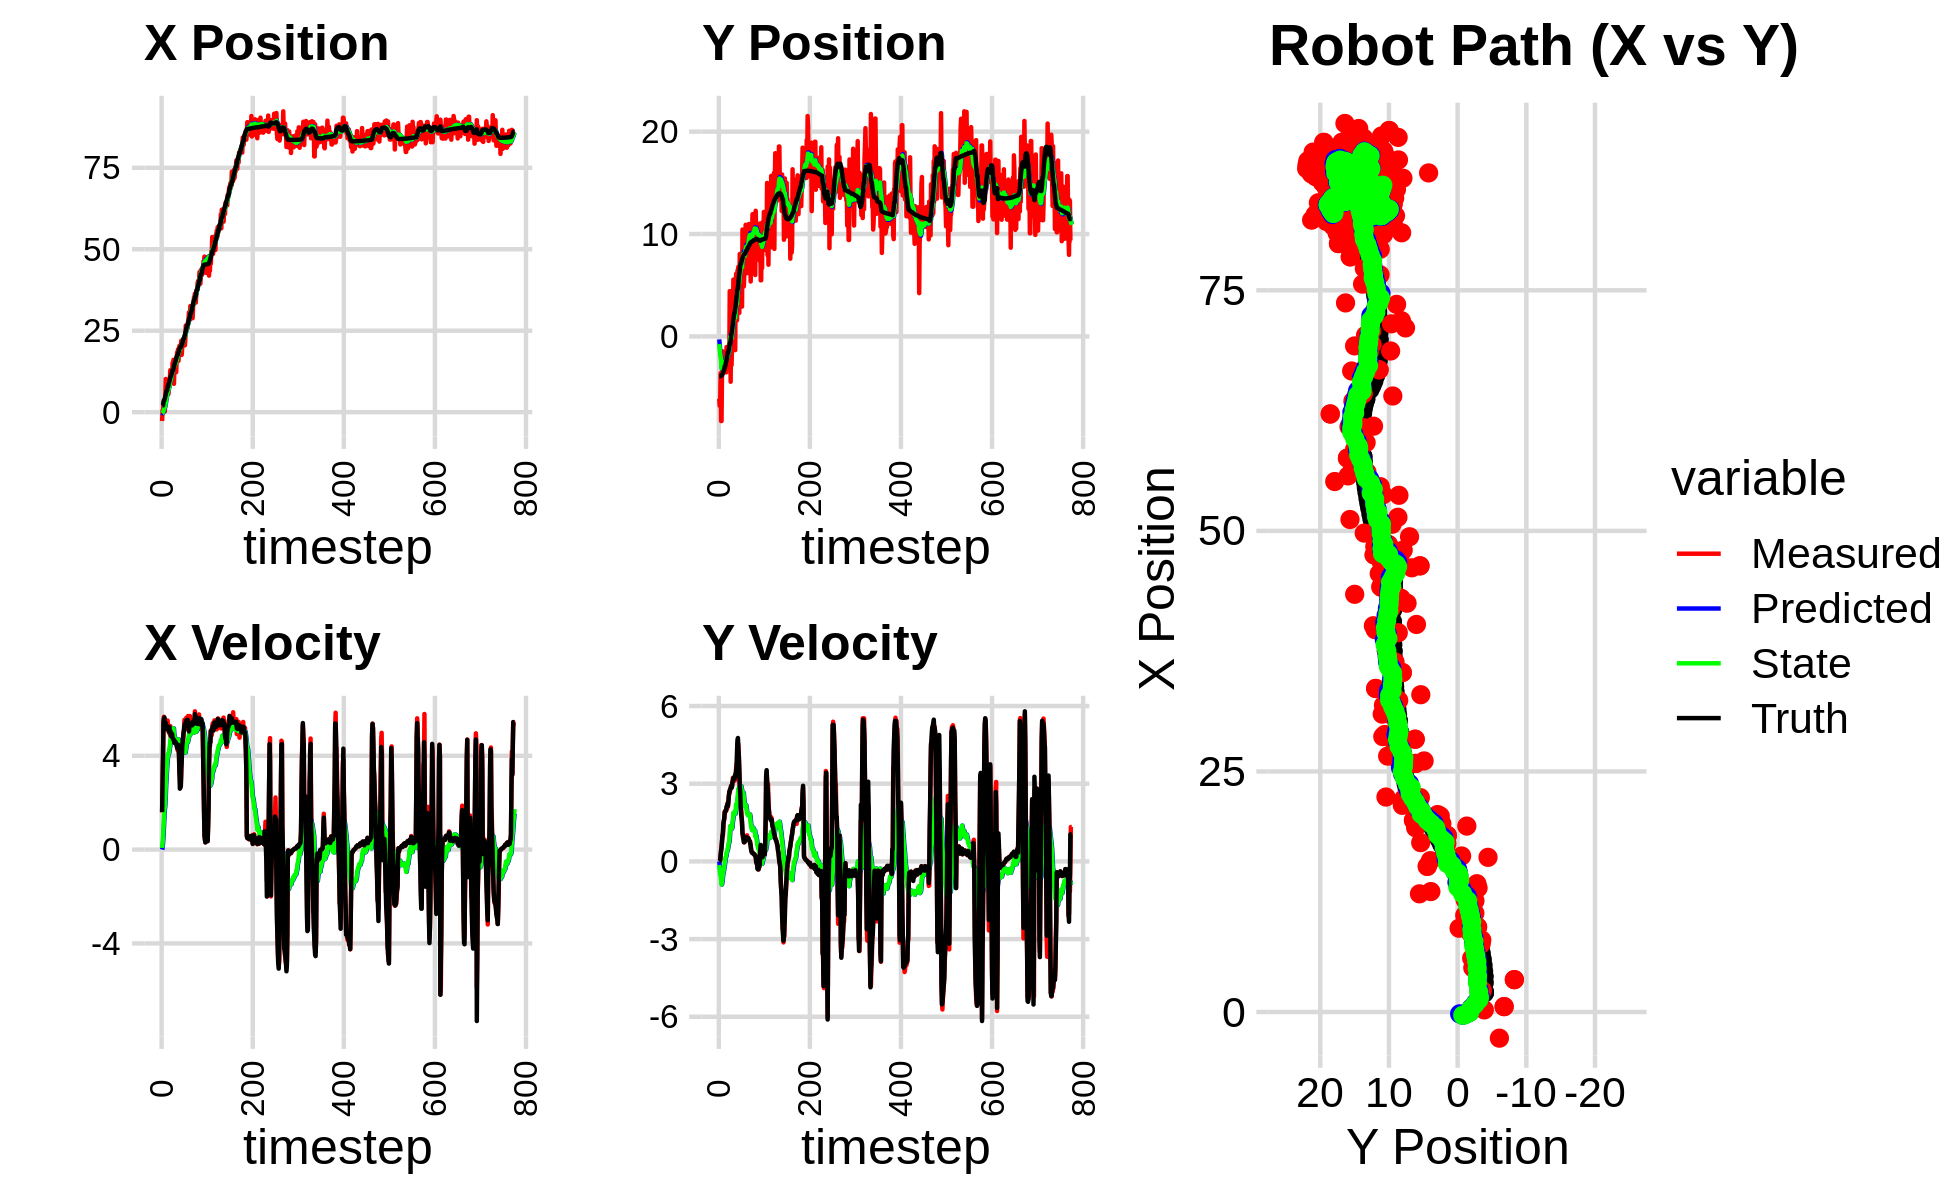 X Position
75
50
25
0
0
200
400
600
800
timestep
Y Position
20
10
0
0
200
400
600
800
timestep
X Velocity
4
0
-4
0
200
400
600
800
timestep
Y Velocity
6
3
0
-3
-6
0
200
400
600
800
timestep
Robot Path (X vs Y)
X Position
75
50
25
0
20 10 0 -10 -20
Y Position
variable
Measured
Predicted
State
Truth